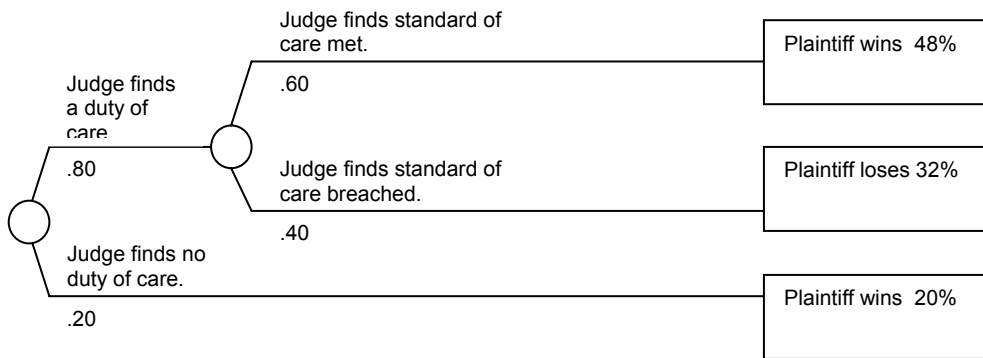 Judge finds standard of
care met.
Plaintiff wins 48%
.60
Judge finds
a duty of
care
.80
Judge finds standard of
care breached.
Plaintiff loses 32%
.40
Judge finds no
duty of care.
Plaintiff wins 20%
.20